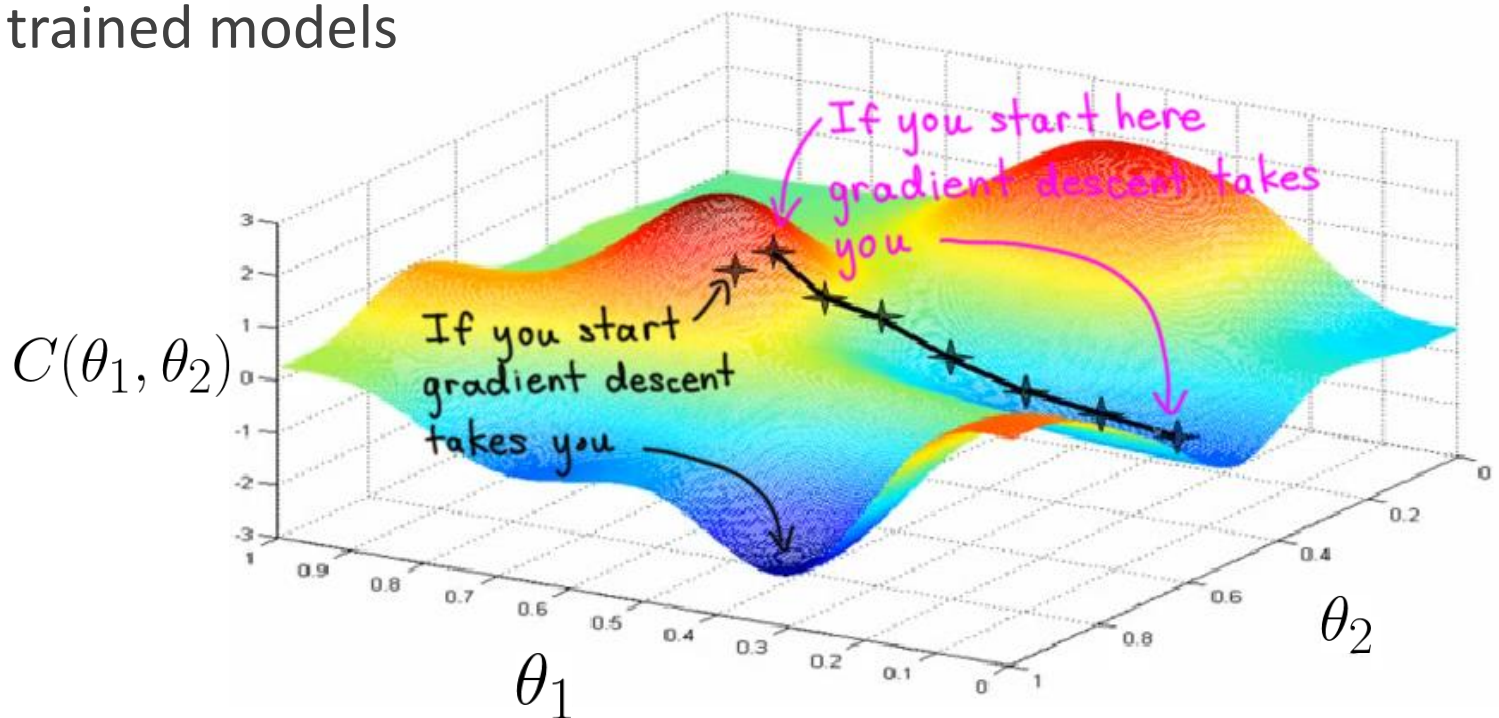 trained models
If you start here
gradient descent takes
you
If you start
gradient descent
takes you
C(θ₁, θ₂)
3
2
1
0
-1
-2
-3
1
0.9
0.8
0.7
0.6
0.5
0.4
0.3
0.2
0.1
0
θ₁
0
0.2
0.4
0.6
0.8
1
θ₂